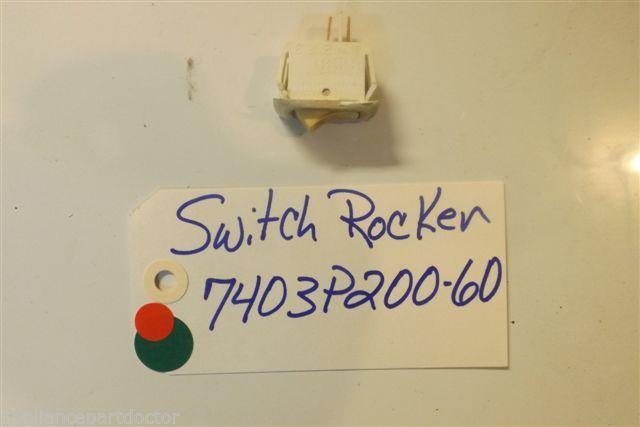 Switch Rocker
7403P200-60
appliancepartdoctor